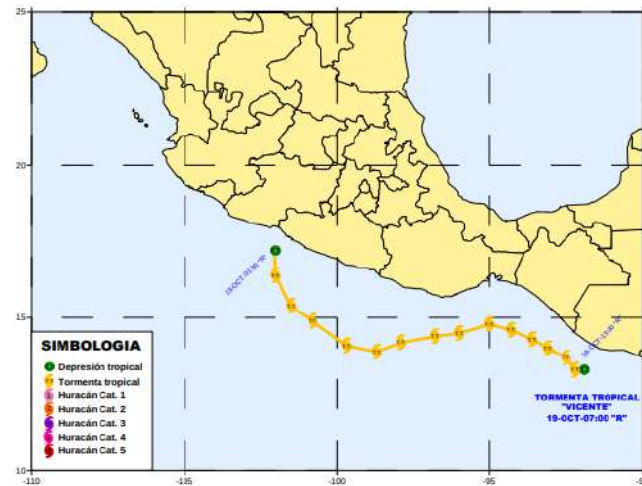 25
20
15
SIMBOLOGIA
Depresión tropical
Tormenta tropical
Huracán Cat. 1
Huracán Cat. 2
Huracán Cat. 3
Huracán Cat. 4
Huracán Cat. 5
TORMENTA TROPICAL
"VICENTE"
19-OCT-07:00 "R"
10
-110
-105
-100
-95